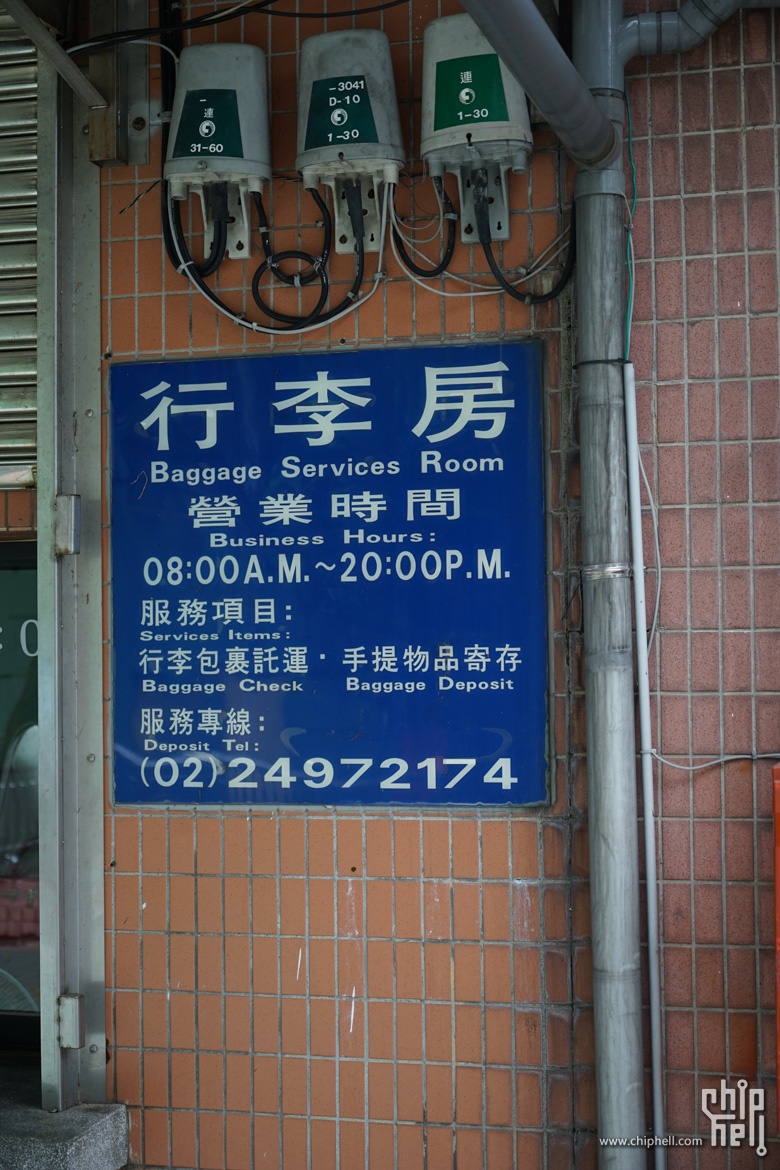 連
31-60
-3041
D-10
1-30
連
1-30
行李房
Baggage Services Room
營業時間
Business Hours:
08:00A.M.~20:00P.M.
服務項目:
Services Items:
行李包裹託運·手提物品寄存
Baggage Check Baggage Deposit
服務專線:
Deposit Tel:
(02)24972174
: 0
www.chiphell.com
chip
hell